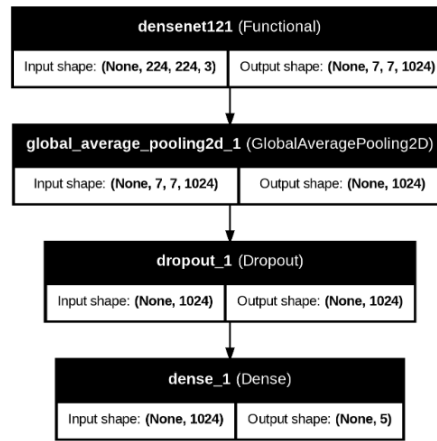 densenet121 (Functional)
Input shape: (None, 224, 224, 3) Output shape: (None, 7, 7, 1024)
global_average_pooling2d_1 (GlobalAveragePooling2D)
Input shape: (None, 7, 7, 1024) Output shape: (None, 1024)
dropout_1 (Dropout)
Input shape: (None, 1024) Output shape: (None, 1024)
dense_1 (Dense)
Input shape: (None, 1024) Output shape: (None, 5)